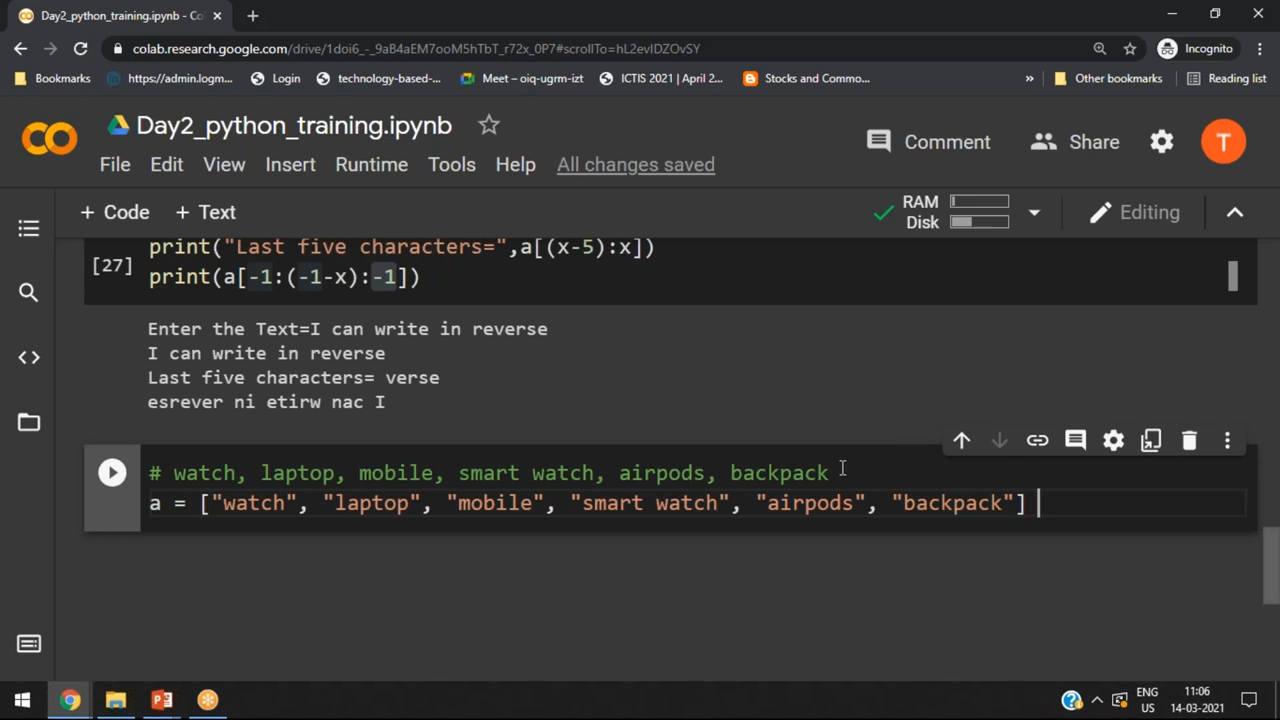 Day2_python_training.ipynb - Co
colab.research.google.com/drive/1doi6_-_9aB4aEM7ooM5hTbT_r72x_0P7#scrollTo=hL2evIDZOvSY
Incognito
Bookmarks
https://admin.logm...
Login
technology-based-...
Meet – oiq-ugrm-izt
ICTIS 2021 | April 2...
Stocks and Commo...
»
Other bookmarks
Reading list
Day2_python_training.ipynb
Comment
Share
T
File Edit View Insert Runtime Tools Help All changes saved
+ Code + Text
RAM
Disk
Editing
print("Last five characters=",a[(x-5):x])
[27]
print(a[-1:(-1-x):-1])
Enter the Text=I can write in reverse
I can write in reverse
Last five characters= verse
esrever ni etirw nac I
# watch, laptop, mobile, smart watch, airpods, backpack
a = ["watch", "laptop", "mobile", "smart watch", "airpods", "backpack"]
ENG
US
11:06
14-03-2021